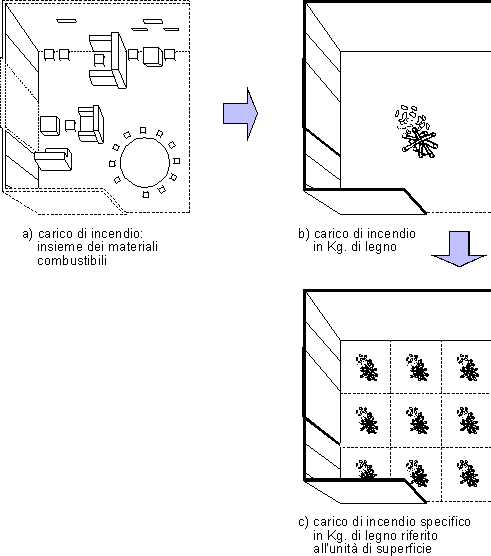 a) carico di incendio:
insieme dei materiali
combustibili
b) carico di incendio
in Kg. di legno
c) carico di incendio specifico
in Kg. di legno riferito
all'unità di superficie